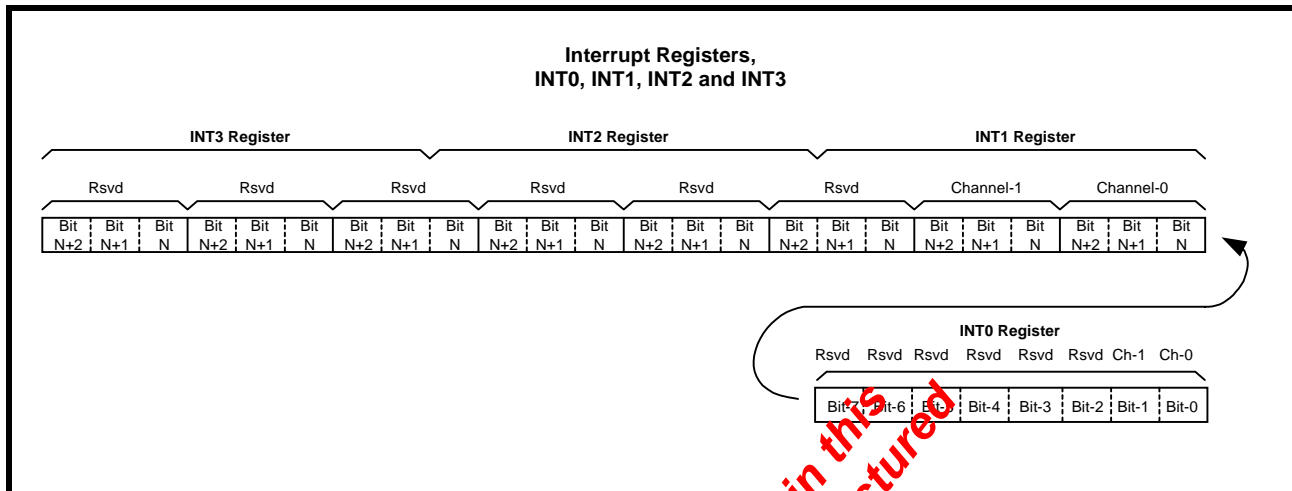 Interrupt Registers,
INT0, INT1, INT2 and INT3
INT3 Register INT2 Register INT1 Register
Rsvd Rsvd Rsvd Rsvd Rsvd Rsvd Channel-1 Channel-0
Bit Bit Bit Bit Bit Bit Bit Bit Bit Bit Bit Bit Bit Bit Bit Bit Bit Bit Bit Bit Bit Bit Bit Bit
N+2 N+1 N N+2 N+1 N N+2 N+1 N N+2 N+1 N N+2 N+1 N N+2 N+1 N N+2 N+1 N N+2 N+1 N
INT0 Register
Rsvd Rsvd Rsvd Rsvd Rsvd Rsvd Ch-1 Ch-0
Bit-7 Bit-6 Bit-5 Bit-4 Bit-3 Bit-2 Bit-1 Bit-0
in this